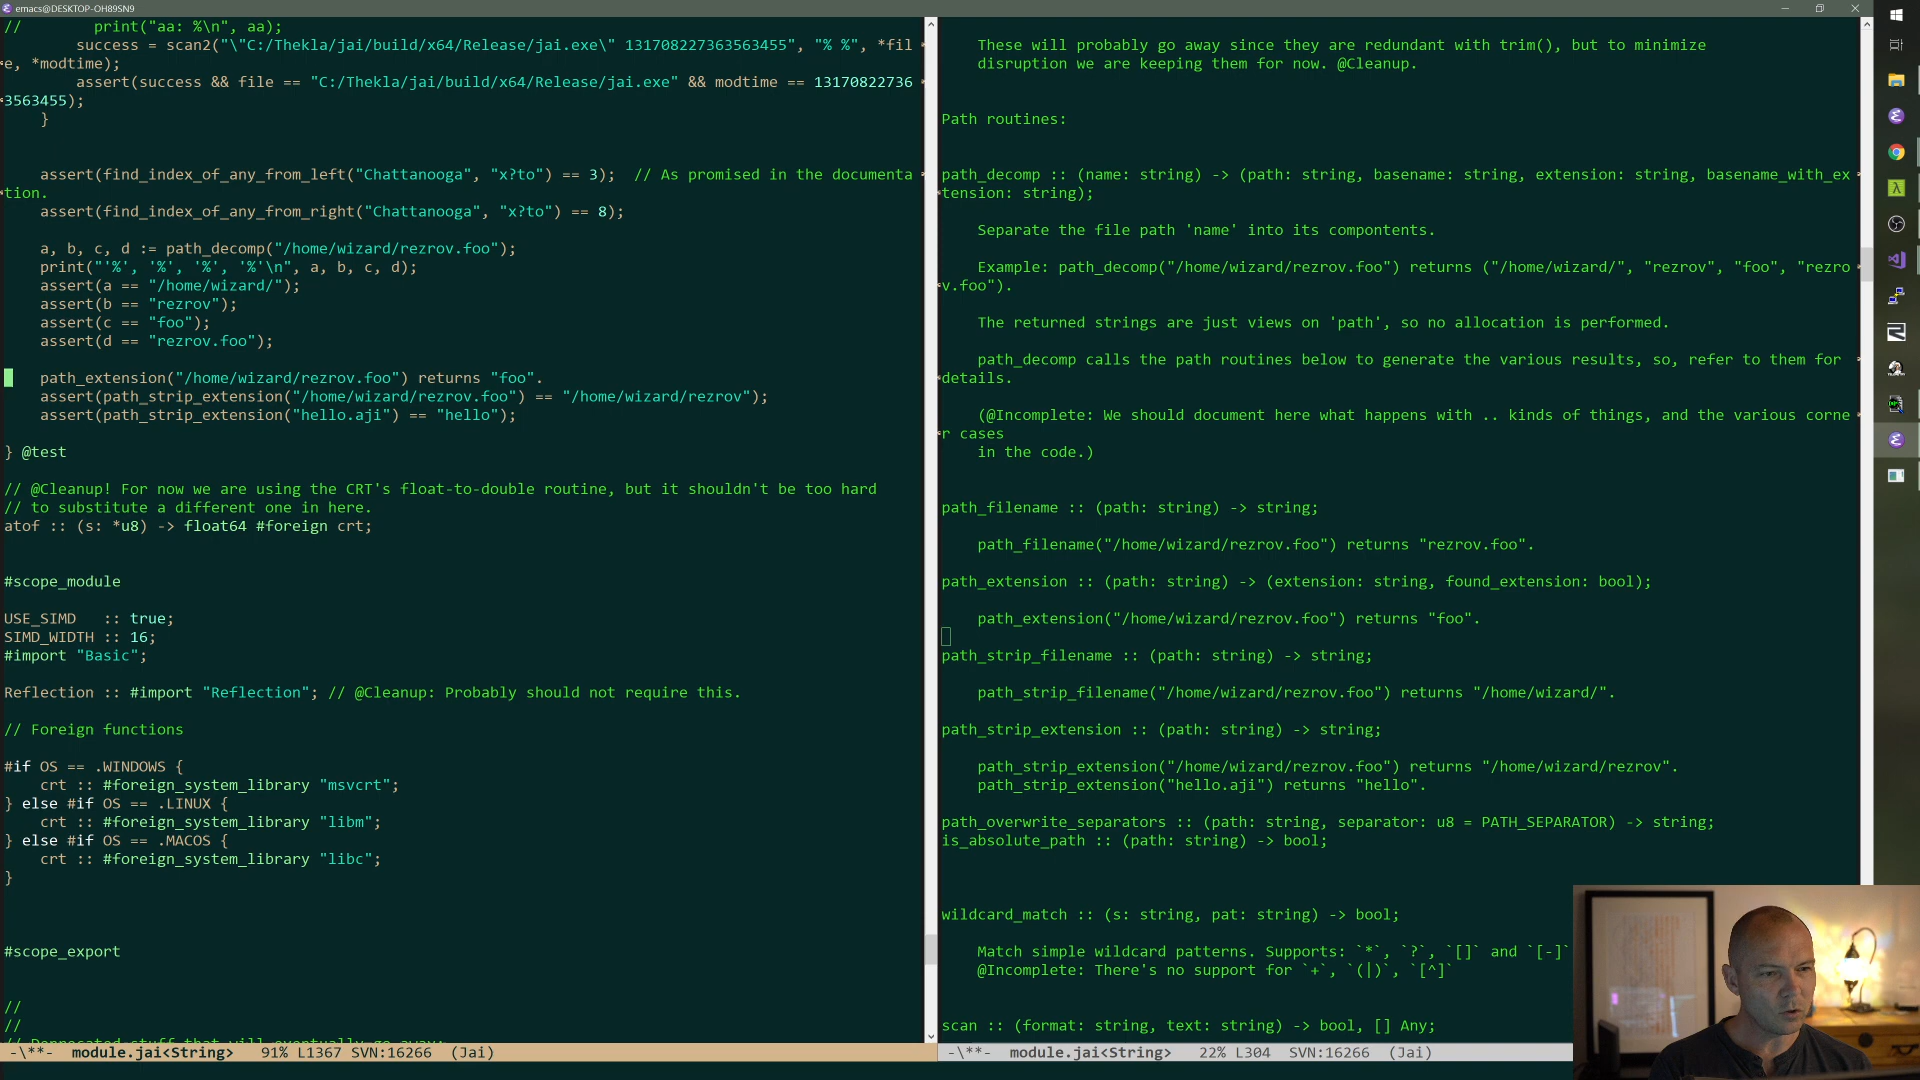 emacs@DESKTOP-OH89SN9
//        print("aa: %\n", aa);
        success = scan2("\"C:/Thekla/jai/build/x64/Release/jai.exe\" 131708227363563455", "% %", *fil
e, *modtime);
        assert(success && file == "C:/Thekla/jai/build/x64/Release/jai.exe" && modtime == 13170822736
3563455);
    }
    assert(find_index_of_any_from_left("Chattanooga", "x?to") == 3);  // As promised in the documenta
tion.
    assert(find_index_of_any_from_right("Chattanooga", "x?to") == 8);
    a, b, c, d := path_decomp("/home/wizard/rezrov.foo");
    print("'%', '%', '%', '%'\n", a, b, c, d);
    assert(a == "/home/wizard/");
    assert(b == "rezrov");
    assert(c == "foo");
    assert(d == "rezrov.foo");
    path_extension("/home/wizard/rezrov.foo") returns "foo".
    assert(path_strip_extension("/home/wizard/rezrov.foo") == "/home/wizard/rezrov");
    assert(path_strip_extension("hello.aji") == "hello");
} @test
// @Cleanup! For now we are using the CRT's float-to-double routine, but it shouldn't be too hard
// to substitute a different one in here.
atof :: (s: *u8) -> float64 #foreign crt;
#scope_module
USE_SIMD   :: true;
SIMD_WIDTH :: 16;
#import "Basic";
Reflection :: #import "Reflection"; // @Cleanup: Probably should not require this.
// Foreign functions
#if OS == .WINDOWS {
    crt :: #foreign_system_library "msvcrt";
} else #if OS == .LINUX {
    crt :: #foreign_system_library "libm";
} else #if OS == .MACOS {
    crt :: #foreign_system_library "libc";
}
#scope_export
//
//
// Deprecated stuff that will eventually go away:
-\**-  module.jai<String>   91% L1367 SVN:16266  (Jai)
    These will probably go away since they are redundant with trim(), but to minimize
    disruption we are keeping them for now. @Cleanup.
Path routines:
path_decomp :: (name: string) -> (path: string, basename: string, extension: string, basename_with_ex
tension: string);
    Separate the file path 'name' into its compontents.
    Example: path_decomp("/home/wizard/rezrov.foo") returns ("/home/wizard/", "rezrov", "foo", "rezro
v.foo").
    The returned strings are just views on 'path', so no allocation is performed.
    path_decomp calls the path routines below to generate the various results, so, refer to them for
details.
    (@Incomplete: We should document here what happens with .. kinds of things, and the various corne
r cases
    in the code.)
path_filename :: (path: string) -> string;
    path_filename("/home/wizard/rezrov.foo") returns "rezrov.foo".
path_extension :: (path: string) -> (extension: string, found_extension: bool);
    path_extension("/home/wizard/rezrov.foo") returns "foo".
path_strip_filename :: (path: string) -> string;
    path_strip_filename("/home/wizard/rezrov.foo") returns "/home/wizard/".
path_strip_extension :: (path: string) -> string;
    path_strip_extension("/home/wizard/rezrov.foo") returns "/home/wizard/rezrov".
    path_strip_extension("hello.aji") returns "hello".
path_overwrite_separators :: (path: string, separator: u8 = PATH_SEPARATOR) -> string;
is_absolute_path :: (path: string) -> bool;
wildcard_match :: (s: string, pat: string) -> bool;
    Match simple wildcard patterns. Supports: `*`, `?`, `[]` and `[-]`
    @Incomplete: There's no support for `+`, `(|)`, `[^]`
scan :: (format: string, text: string) -> bool, [] Any;
-\**-  module.jai<String>   22% L304  SVN:16266  (Jai)